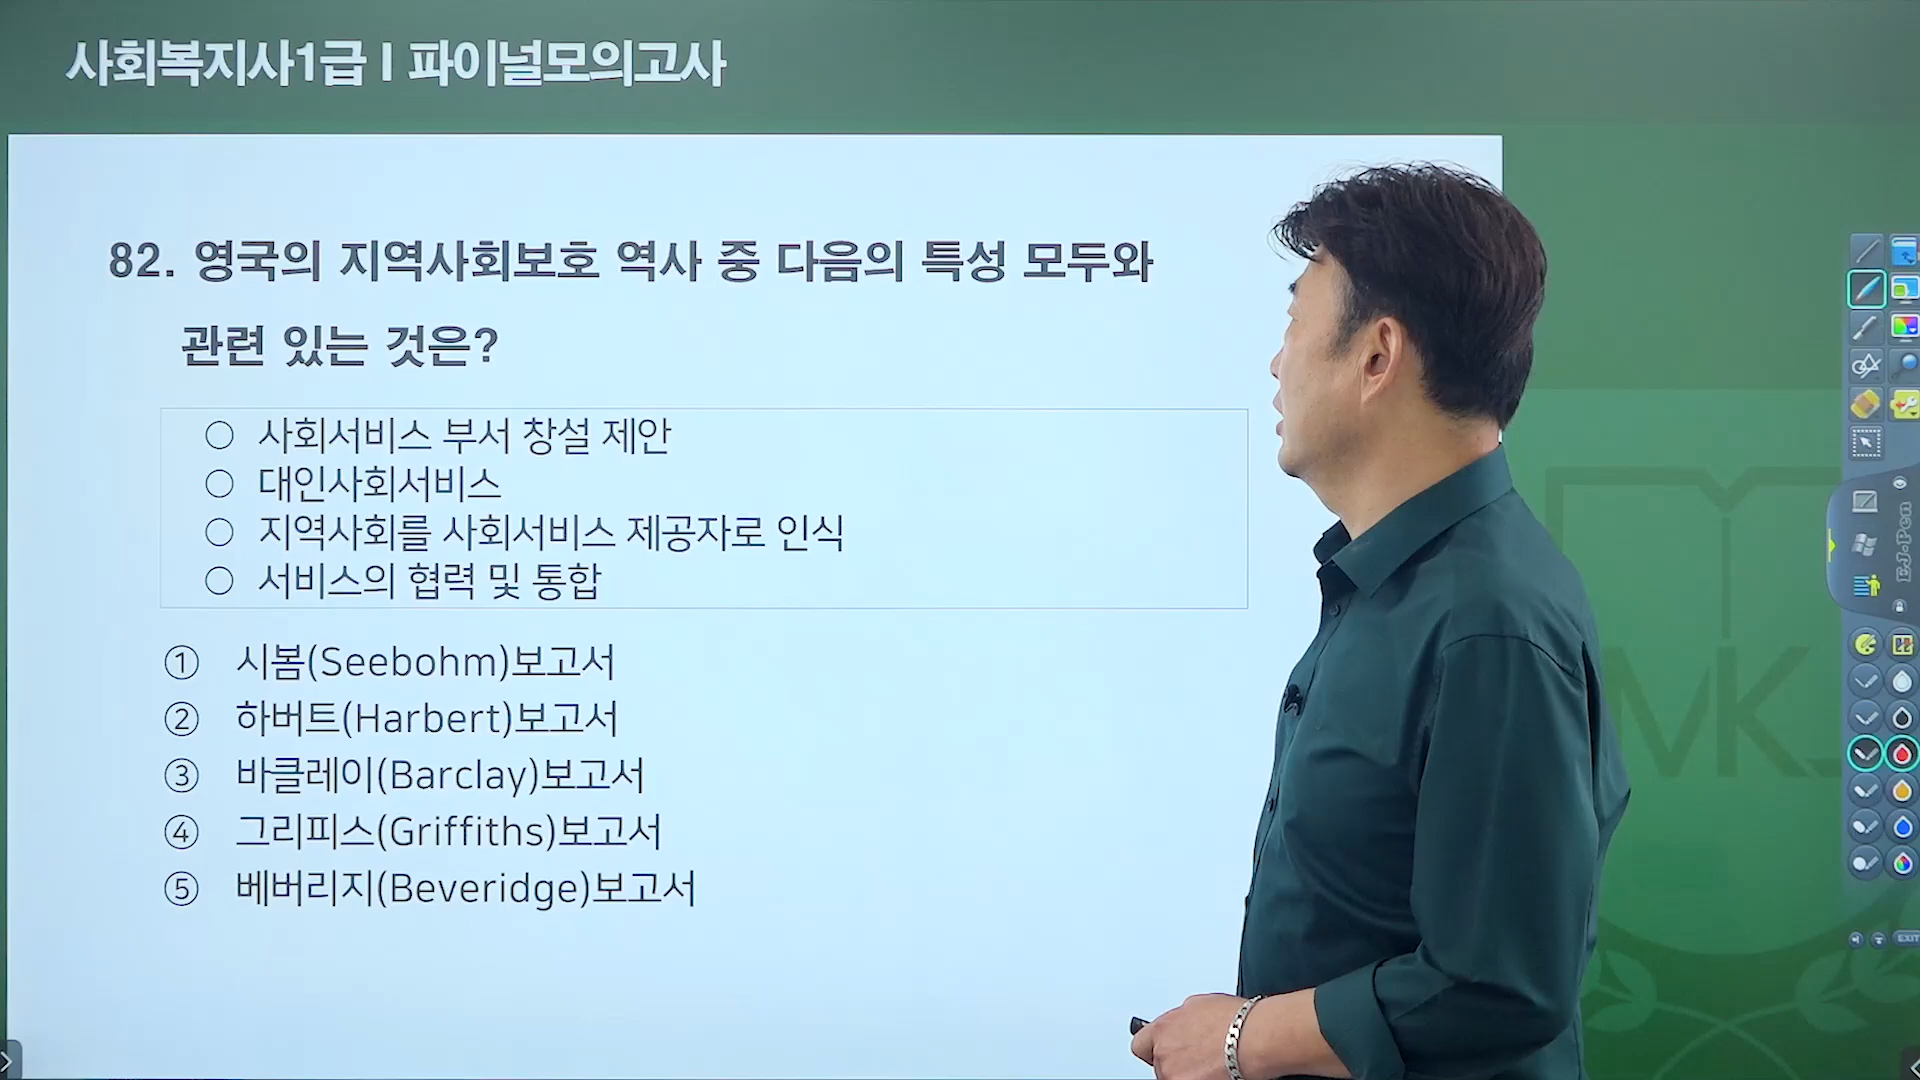 사회복지사1급 I 파이널모의고사
82. 영국의 지역사회보호 역사 중 다음의 특성 모두와
관련 있는 것은?
○ 사회서비스 부서 창설 제안
○ 대인사회서비스
○ 지역사회를 사회서비스 제공자로 인식
○ 서비스의 협력 및 통합
① 시봄(Seebohm)보고서
② 하버트(Harbert)보고서
③ 바클레이(Barclay)보고서
④ 그리피스(Griffiths)보고서
⑤ 베버리지(Beveridge)보고서
EJ-Pen
EXIT
MK